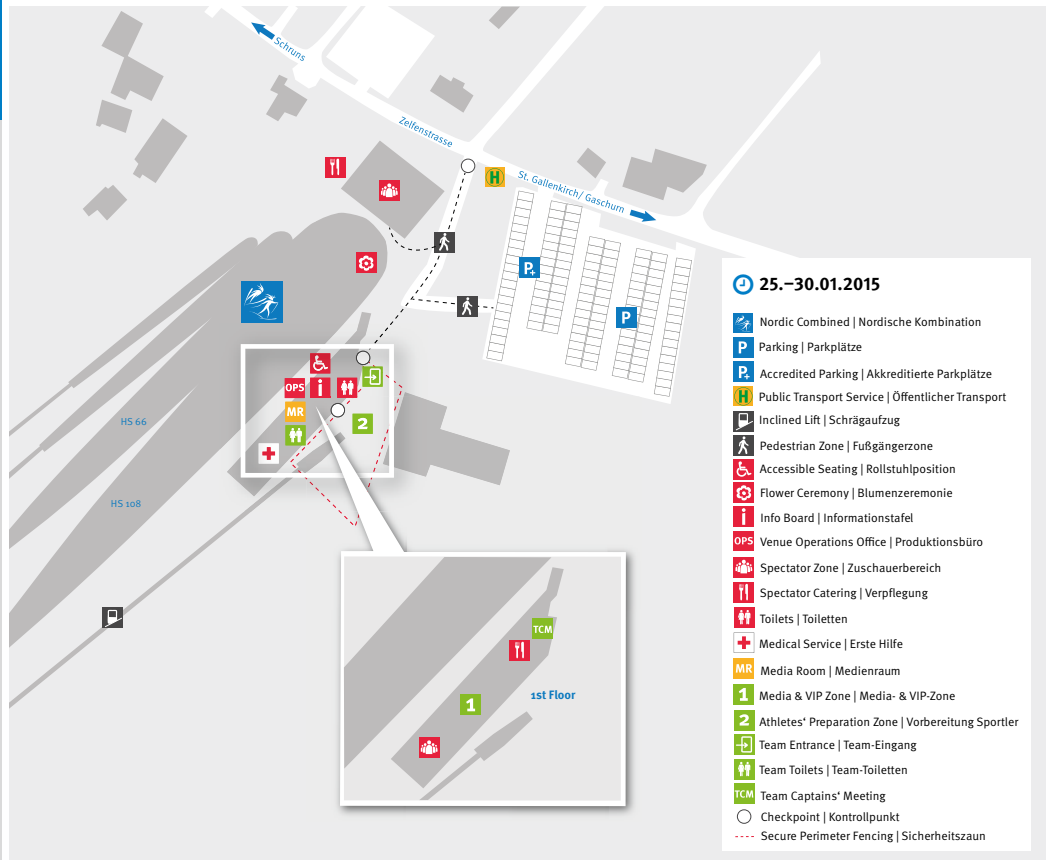 Schruns
Zelfenstrasse
H
St. Gallenkirch/ Gaschurn
P+
P
HS 66
HS 108
OPS
i
MR
2
TCM
1st Floor
1
25.–30.01.2015
Nordic Combined | Nordische Kombination
P Parking | Parkplätze
P+ Accredited Parking | Akkreditierte Parkplätze
H Public Transport Service | Öffentlicher Transport
Inclined Lift | Schrägaufzug
Pedestrian Zone | Fußgängerzone
Accessible Seating | Rollstuhlposition
Flower Ceremony | Blumenzeremonie
i Info Board | Informationstafel
OPS Venue Operations Office | Produktionsbüro
Spectator Zone | Zuschauerbereich
Spectator Catering | Verpflegung
Toilets | Toiletten
Medical Service | Erste Hilfe
MR Media Room | Medienraum
1 Media & VIP Zone | Media- & VIP-Zone
2 Athletes‘ Preparation Zone | Vorbereitung Sportler
Team Entrance | Team-Eingang
Team Toilets | Team-Toiletten
TCM Team Captains‘ Meeting
Checkpoint | Kontrollpunkt
Secure Perimeter Fencing | Sicherheitszaun